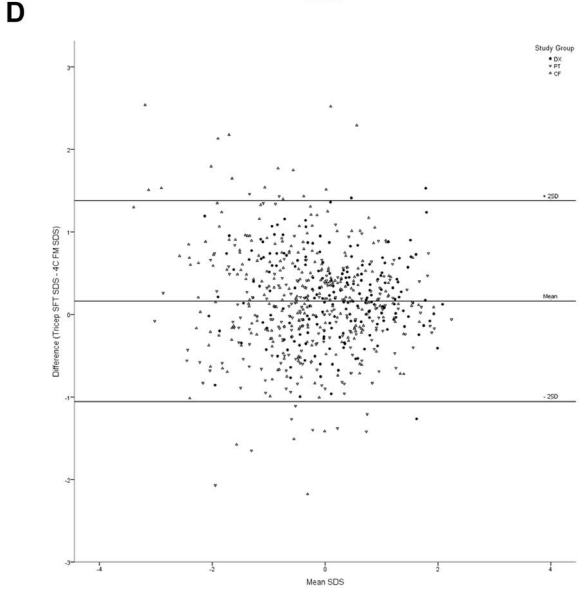 D
Study Group
DX
PT
CF
3
2
+ 2SD
1
Mean
0
-1
- 2SD
-2
-3
-4
-2
0
2
4
Difference (Tricep SFT SDS - 4C FM SDS)
Mean SDS